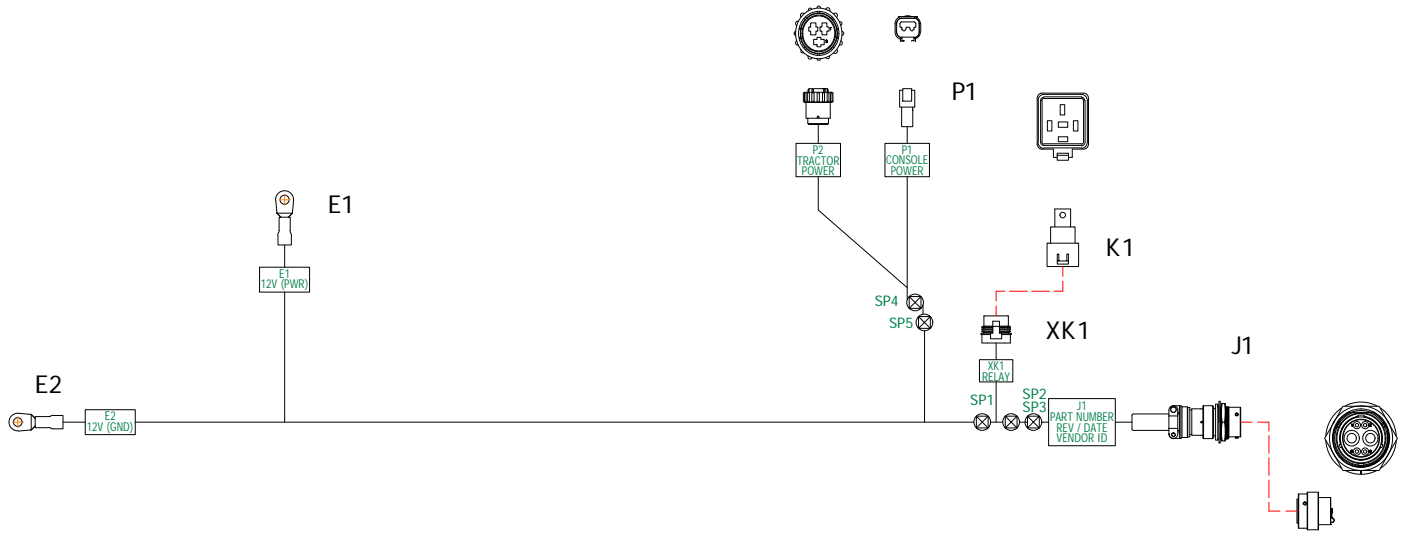 P1
P2
TRACTOR
POWER
P1
CONSOLE
POWER
E1
E1
12V (PWR)
K1
SP4
SP5
XK1
XK1
RELAY
J1
E2
E2
12V (GND)
SP1
SP2
SP3
J1
PART NUMBER
REV / DATE
VENDOR ID